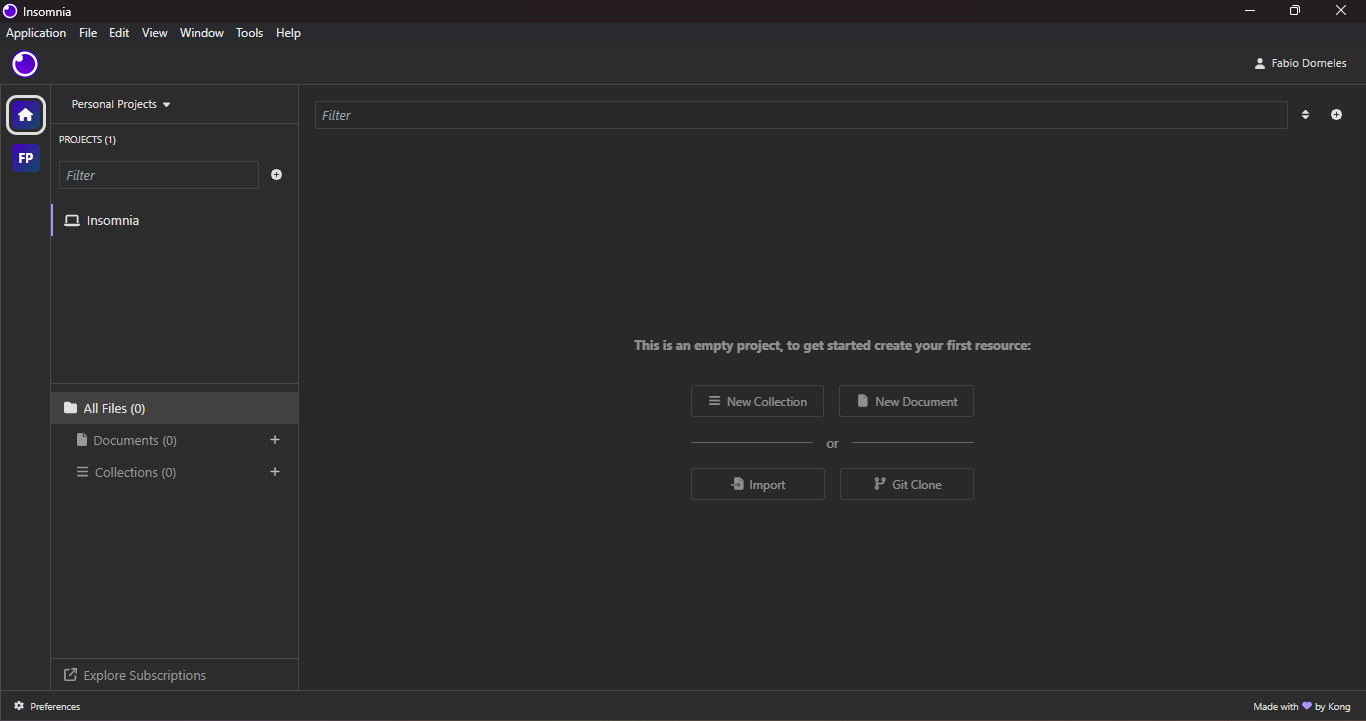 Insomnia
Application File Edit View Window Tools Help
Fabio Dorneles
Personal Projects
Filter
PROJECTS (1)
FP
Filter
Insomnia
This is an empty project, to get started create your first resource:
All Files (0)
New Collection New Document
Documents (0)
or
Collections (0)
Import Git Clone
Explore Subscriptions
Preferences
Made with by Kong